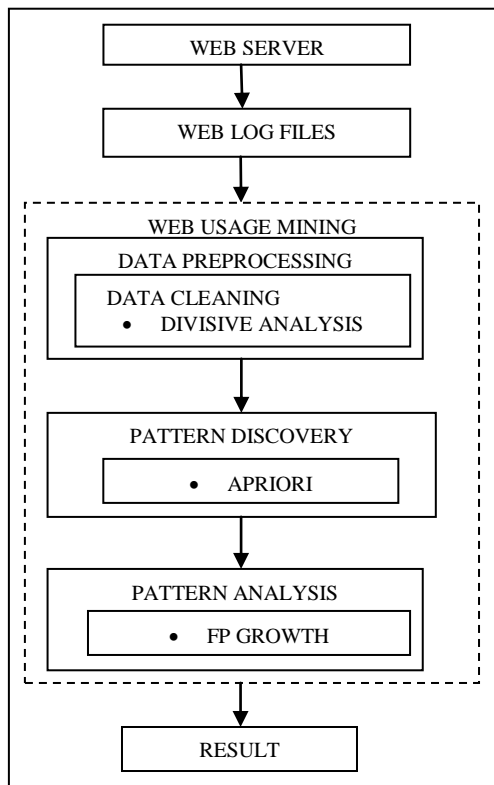 WEB SERVER
WEB LOG FILES
WEB USAGE MINING
DATA PREPROCESSING
DATA CLEANING
• DIVISIVE ANALYSIS
PATTERN DISCOVERY
• APRIORI
PATTERN ANALYSIS
• FP GROWTH
RESULT